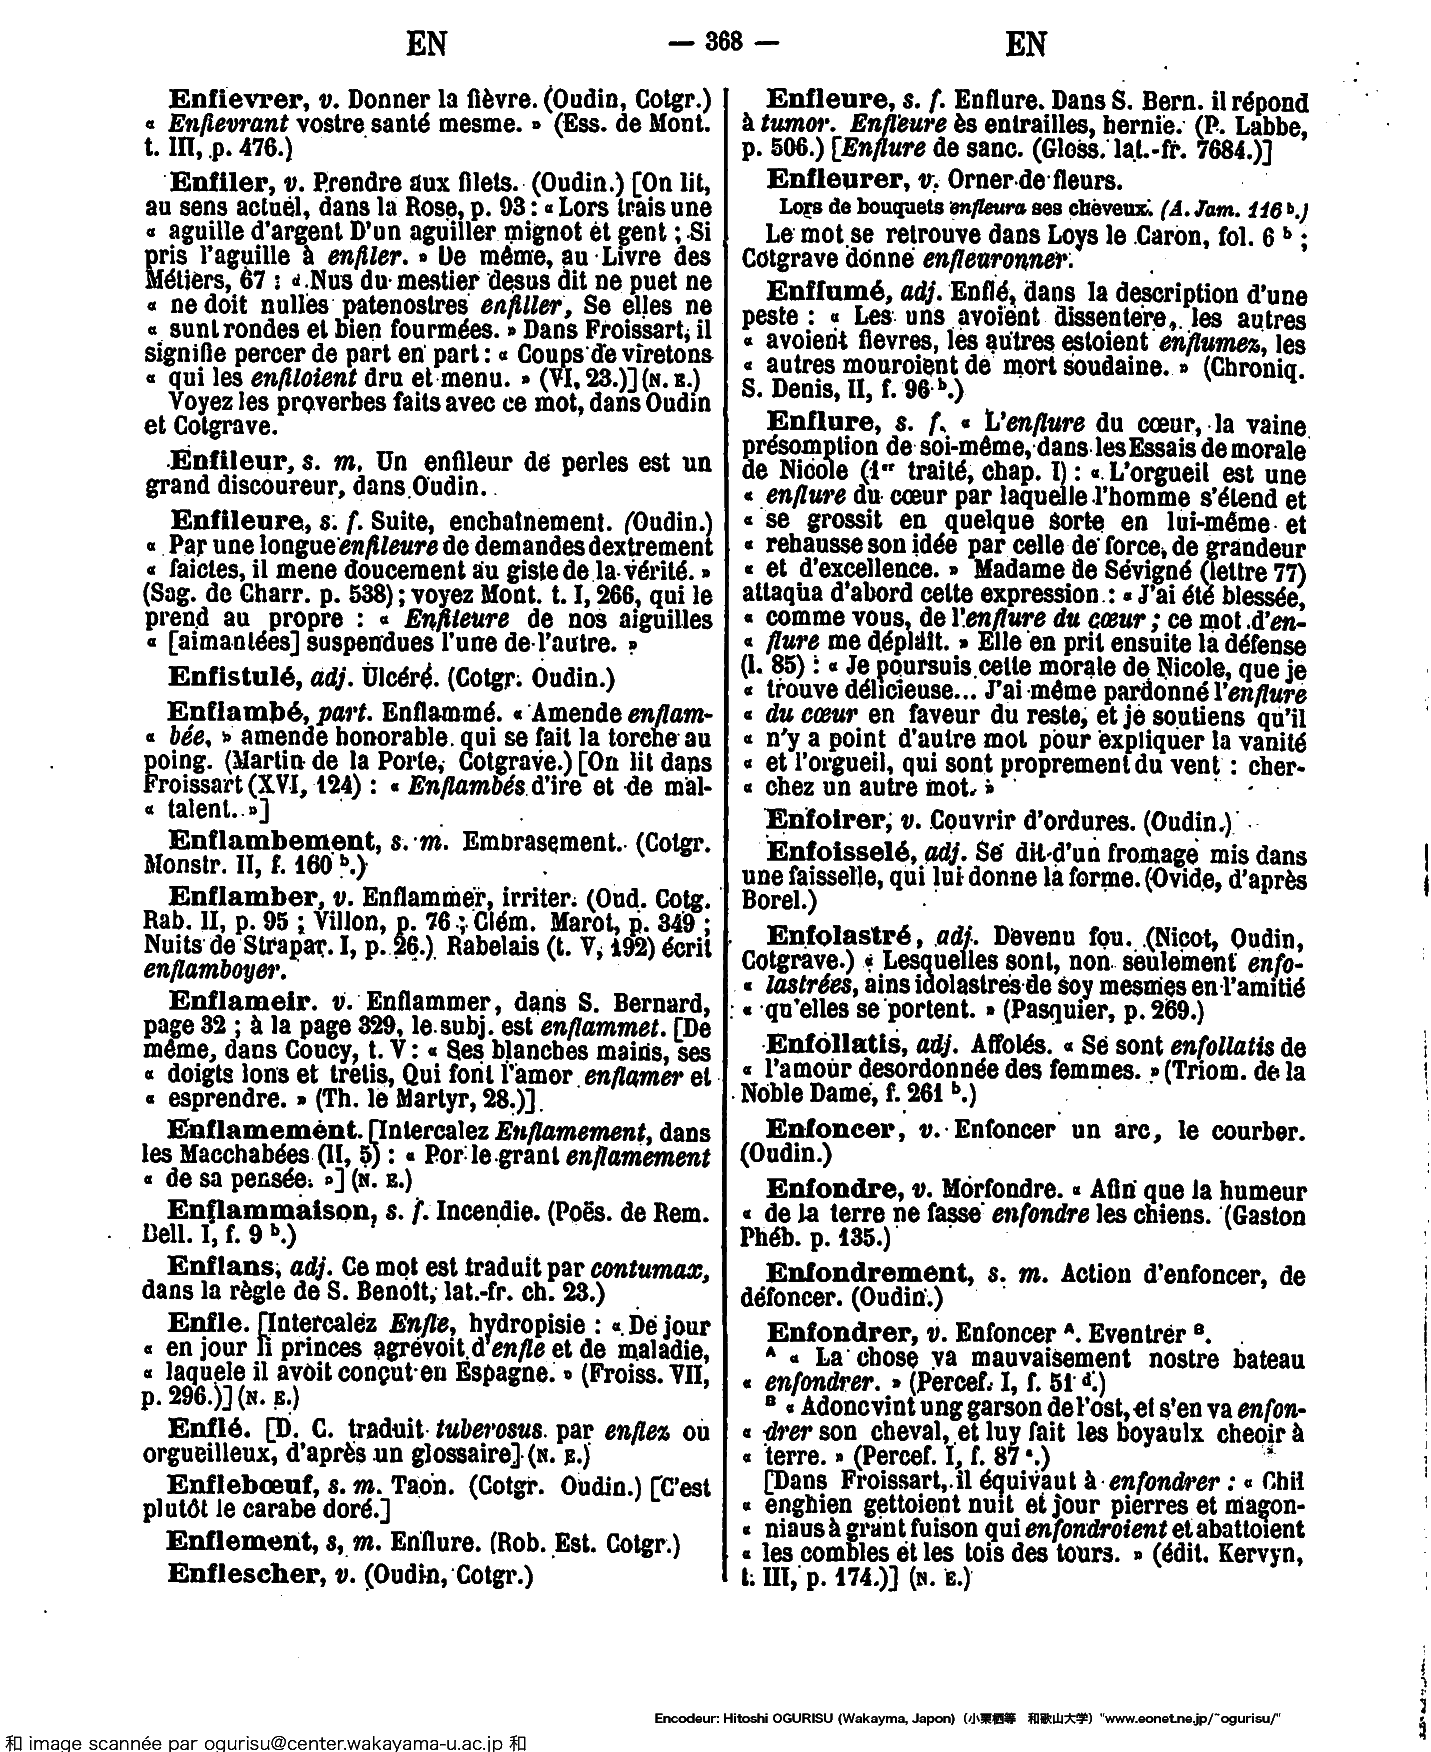 EN — 368 — EN
Enfievrer, v. Donner la fièvre. (Oudin, Cotgr.)
« Enfievrant vostre santé mesme. » (Ess. de Mont.
t. III, p. 476.)
Enfiler, v. Prendre aux filets. (Oudin.) [On lit,
au sens actuel, dans la Rose, p. 93 : « Lors trais une
« aguille d'argent D'un aguiller mignot et gent ; Si
pris l'aguille à enfiler. » De même, au Livre des
Métiers, 67 : « Nus du mestier desus dit ne puet ne
« ne doit nulles patenostres enfiller, Se elles ne
« sunt rondes et bien fourmées. » Dans Froissart, il
signifie percer de part en part : « Coups de viretons
« qui les enfiloient dru et menu. » (VI, 23.)] (N. E.)
Voyez les proverbes faits avec ce mot, dans Oudin
et Cotgrave.
Enfileur, s. m. Un enfileur de perles est un
grand discoureur, dans Oudin.
Enfileure, s. f. Suite, enchaînement. (Oudin.)
« Par une longue enfileure de demandes dextrement
« faictes, il mene doucement au giste de la vérité. »
(Sag. de Charr. p. 538) ; voyez Mont. t. I, 266, qui le
prend au propre : « Enfileure de nos aiguilles
« [aimantées] suspendues l'une de l'autre. »
Enfistulé, adj. Ulcéré. (Cotgr. Oudin.)
Enflambé, part. Enflammé. « Amende enflam-
« bée, » amende honorable qui se fait la torche au
poing. (Martin de la Porte, Cotgrave.) [On lit dans
Froissart (XVI, 124) : « Enflambés d'ire et de mal-
« talent. »]
Enflambement, s. m. Embrasement. (Cotgr.
Monstr. II, f. 160 b.)
Enflamber, v. Enflammer, irriter. (Oud. Cotg.
Rab. II, p. 95 ; Villon, p. 76 ; Clém. Marot, p. 349 ;
Nuits de Strapar. I, p. 26.) Rabelais (t. V, 192) écrit
enflamboyer.
Enflameir. v. Enflammer, dans S. Bernard,
page 32 ; à la page 329, le subj. est enflammet. [De
même, dans Coucy, t. V : « Ses blanches mains, ses
« doigts lons et tretis, Qui font l'amor enflamer et
« esprendre. » (Th. le Martyr, 28.)]
Enflamement. [Intercalez Enflamement, dans
les Macchabées (II, 5) : « Por le grant enflamement
« de sa pensée. »] (N. E.)
Enflammaison, s. f. Incendie. (Poës. de Rem.
Bell. I, f. 9 b.)
Enflans, adj. Ce mot est traduit par contumax,
dans la règle de S. Benoît, lat.-fr. ch. 23.)
Enfle. [Intercalez Enfle, hydropisie : « De jour
« en jour li princes agrévoit d'enfle et de maladie,
« laquele il avoit conçut en Espagne. » (Froiss. VII,
p. 296.)] (N. E.)
Enflé. [D. C. traduit tuberosus par enflez ou
orgueilleux, d'après un glossaire] (N. E.)
Enflebœuf, s. m. Taon. (Cotgr. Oudin.) [C'est
plutôt le carabe doré.]
Enflement, s, m. Enflure. (Rob. Est. Cotgr.)
Enflescher, v. (Oudin, Cotgr.)
Enfleure, s. f. Enflure. Dans S. Bern. il répond
à tumor. Enfleure ès entrailles, hernie. (P. Labbe,
p. 506.) [Enflure de sanc. (Gloss. lat.-fr. 7684.)]
Enfleurer, v. Orner de fleurs.
Lors de bouquets enfleura ses cheveux. (A. Jam. 116 b.)
Le mot se retrouve dans Loys le Caron, fol. 6 b ;
Cotgrave donne enfleuronner.
Enflumé, adj. Enflé, dans la description d'une
peste : « Les uns avoient dissentere, les autres
« avoient fievres, les autres estoient enflumez, les
« autres mouroient de mort soudaine. » (Chroniq.
S. Denis, II, f. 96 b.)
Enflure, s. f. « L'enflure du cœur, la vaine
présomption de soi-même, dans les Essais de morale
de Nicole (1er traité, chap. I) : « L'orgueil est une
« enflure du cœur par laquelle l'homme s'étend et
« se grossit en quelque sorte en lui-même et
« rehausse son idée par celle de force, de grandeur
« et d'excellence. » Madame de Sévigné (lettre 77)
attaqua d'abord cette expression : « J'ai été blessée,
« comme vous, de l'enflure du cœur ; ce mot d'en-
« flure me déplaît. » Elle en prit ensuite la défense
(l. 85) : « Je poursuis cette morale de Nicole, que je
« trouve délicieuse... J'ai même pardonné l'enflure
« du cœur en faveur du reste, et je soutiens qu'il
« n'y a point d'autre mot pour expliquer la vanité
« et l'orgueil, qui sont proprement du vent : cher-
« chez un autre mot. »
Enfoirer, v. Couvrir d'ordures. (Oudin.)
Enfoisselé, adj. Se dit d'un fromage mis dans
une faisselle, qui lui donne la forme. (Ovide, d'après
Borel.)
Enfolastré, adj. Devenu fou. (Nicot, Oudin,
Cotgrave.) « Lesquelles sont, non seulement enfo-
« lastrées, ains idolastres de soy mesmes en l'amitié
« qu'elles se portent. » (Pasquier, p. 269.)
Enfollatis, adj. Affolés. « Se sont enfollatis de
« l'amour desordonnée des femmes. » (Triom. de la
Noble Dame, f. 261 b.)
Enfoncer, v. Enfoncer un arc, le courber.
(Oudin.)
Enfondre, v. Morfondre. « Afin que la humeur
« de la terre ne fasse enfondre les chiens. (Gaston
Phéb. p. 135.)
Enfondrement, s. m. Action d'enfoncer, de
défoncer. (Oudin.)
Enfondrer, v. Enfoncer A. Eventrer B.
A « La chose va mauvaisement nostre bateau
« enfondrer. » (Percef. I, f. 51 d.)
B « Adonc vint ung garson de l'ost, et s'en va enfon-
« drer son cheval, et luy fait les boyaulx cheoir à
« terre. » (Percef. I, f. 87 a.)
[Dans Froissart, il équivaut à enfondrer : « Chil
« enghien gettoient nuit et jour pierres et magon-
« niaus à grant fuison qui enfondroient et abattoient
« les combles et les tois des tours. » (édit. Kervyn,
t. III, p. 174.)] (N. E.)
Encodeur: Hitoshi OGURISU (Wakayma, Japon) (小栗栖等 和歌山大学) "www.eonet.ne.jp/~ogurisu/"
和 image scannée par ogurisu@center.wakayama-u.ac.jp 和